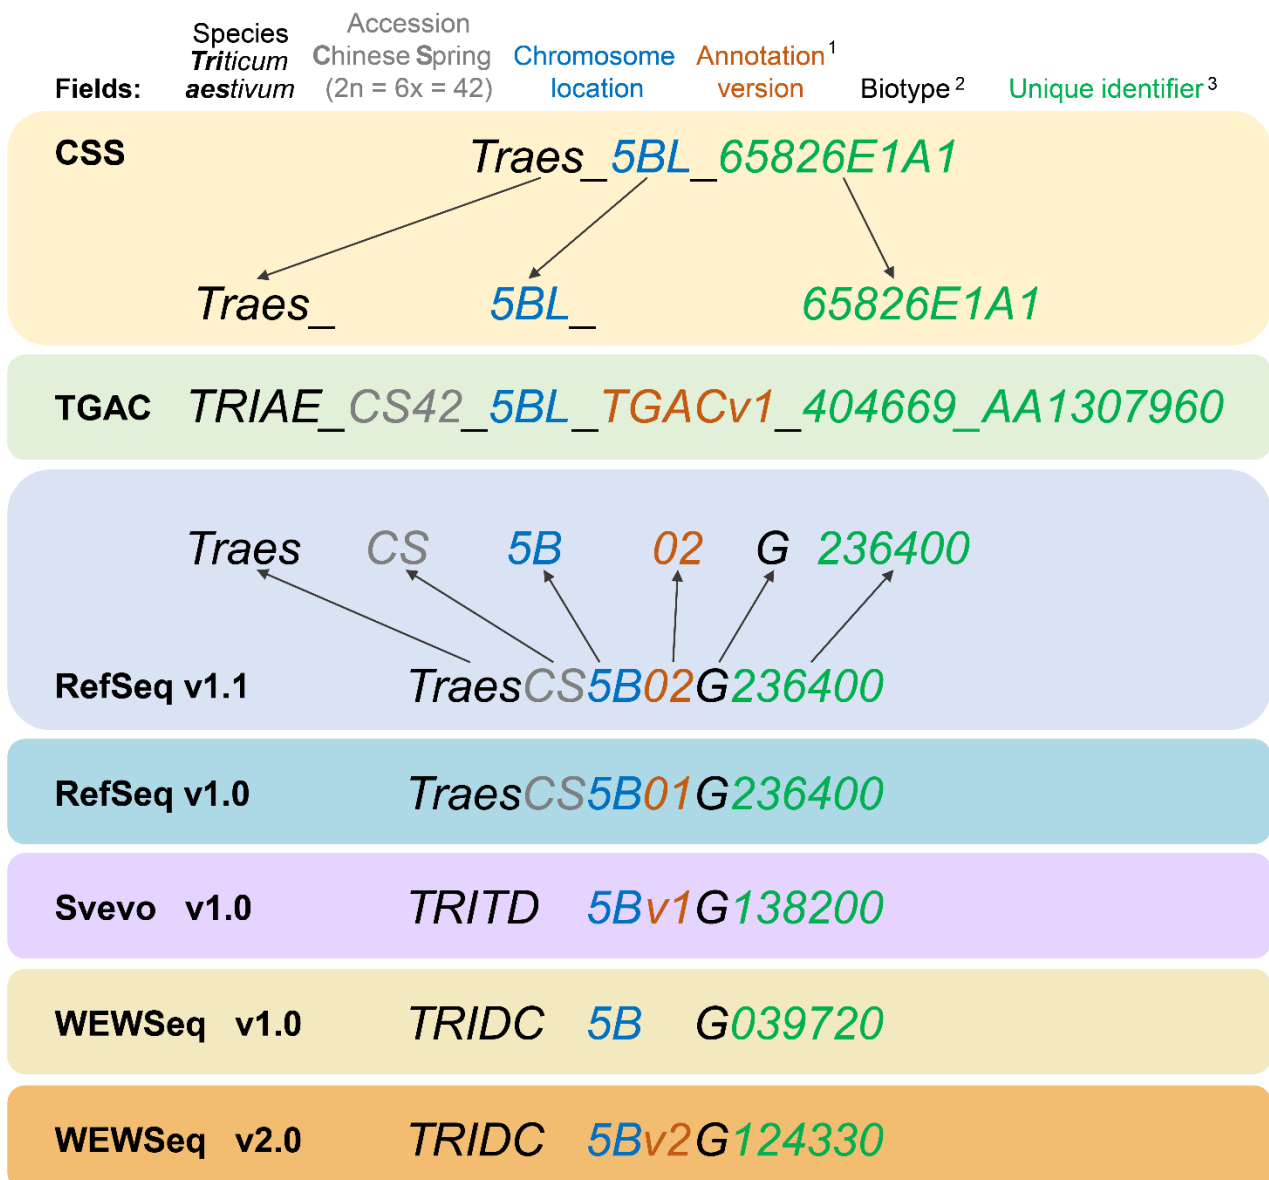 Species
Triticum
aestivum
Accession
Chinese Spring
(2n = 6x = 42)
Chromosome
location
Annotation1
version
Biotype2
Unique identifier3
Fields:
CSS
Traes_5BL_65826E1A1
Traes_ 5BL_ 65826E1A1
TGAC TRIAE_CS42_5BL_TGACv1_404669_AA1307960
Traes CS 5B 02 G 236400
RefSeq v1.1 TraesCS5B02G236400
RefSeq v1.0 TraesCS5B01G236400
Svevo v1.0 TRITD 5Bv1G138200
WEWSeq v1.0 TRIDC 5B G039720
WEWSeq v2.0 TRIDC 5Bv2G124330